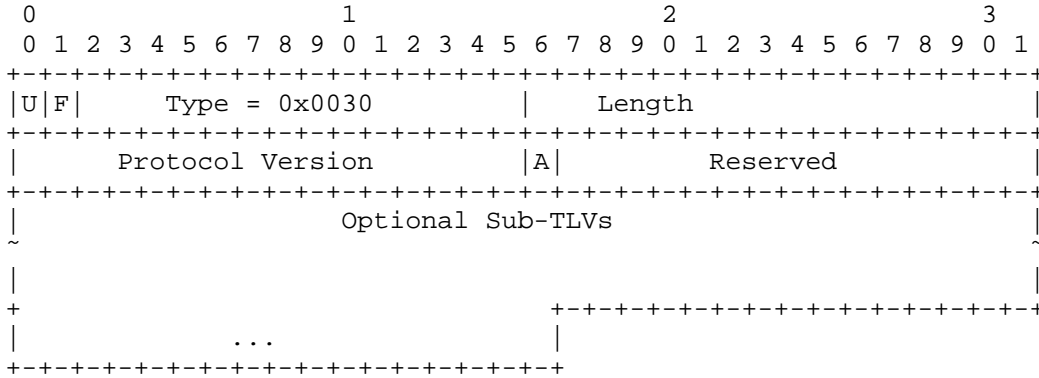 0                   1                   2                   3
 0 1 2 3 4 5 6 7 8 9 0 1 2 3 4 5 6 7 8 9 0 1 2 3 4 5 6 7 8 9 0 1
+-+-+-+-+-+-+-+-+-+-+-+-+-+-+-+-+-+-+-+-+-+-+-+-+-+-+-+-+-+-+-+-+
|U|F|     Type = 0x0030         |    Length                     |
+-+-+-+-+-+-+-+-+-+-+-+-+-+-+-+-+-+-+-+-+-+-+-+-+-+-+-+-+-+-+-+-+
|      Protocol Version         |A|         Reserved            |
+-+-+-+-+-+-+-+-+-+-+-+-+-+-+-+-+-+-+-+-+-+-+-+-+-+-+-+-+-+-+-+-+
|                    Optional Sub-TLVs                          |
~                                                               ~
|                                                               |
+                                 +-+-+-+-+-+-+-+-+-+-+-+-+-+-+-+
|             ...                 |
+-+-+-+-+-+-+-+-+-+-+-+-+-+-+-+-+-+